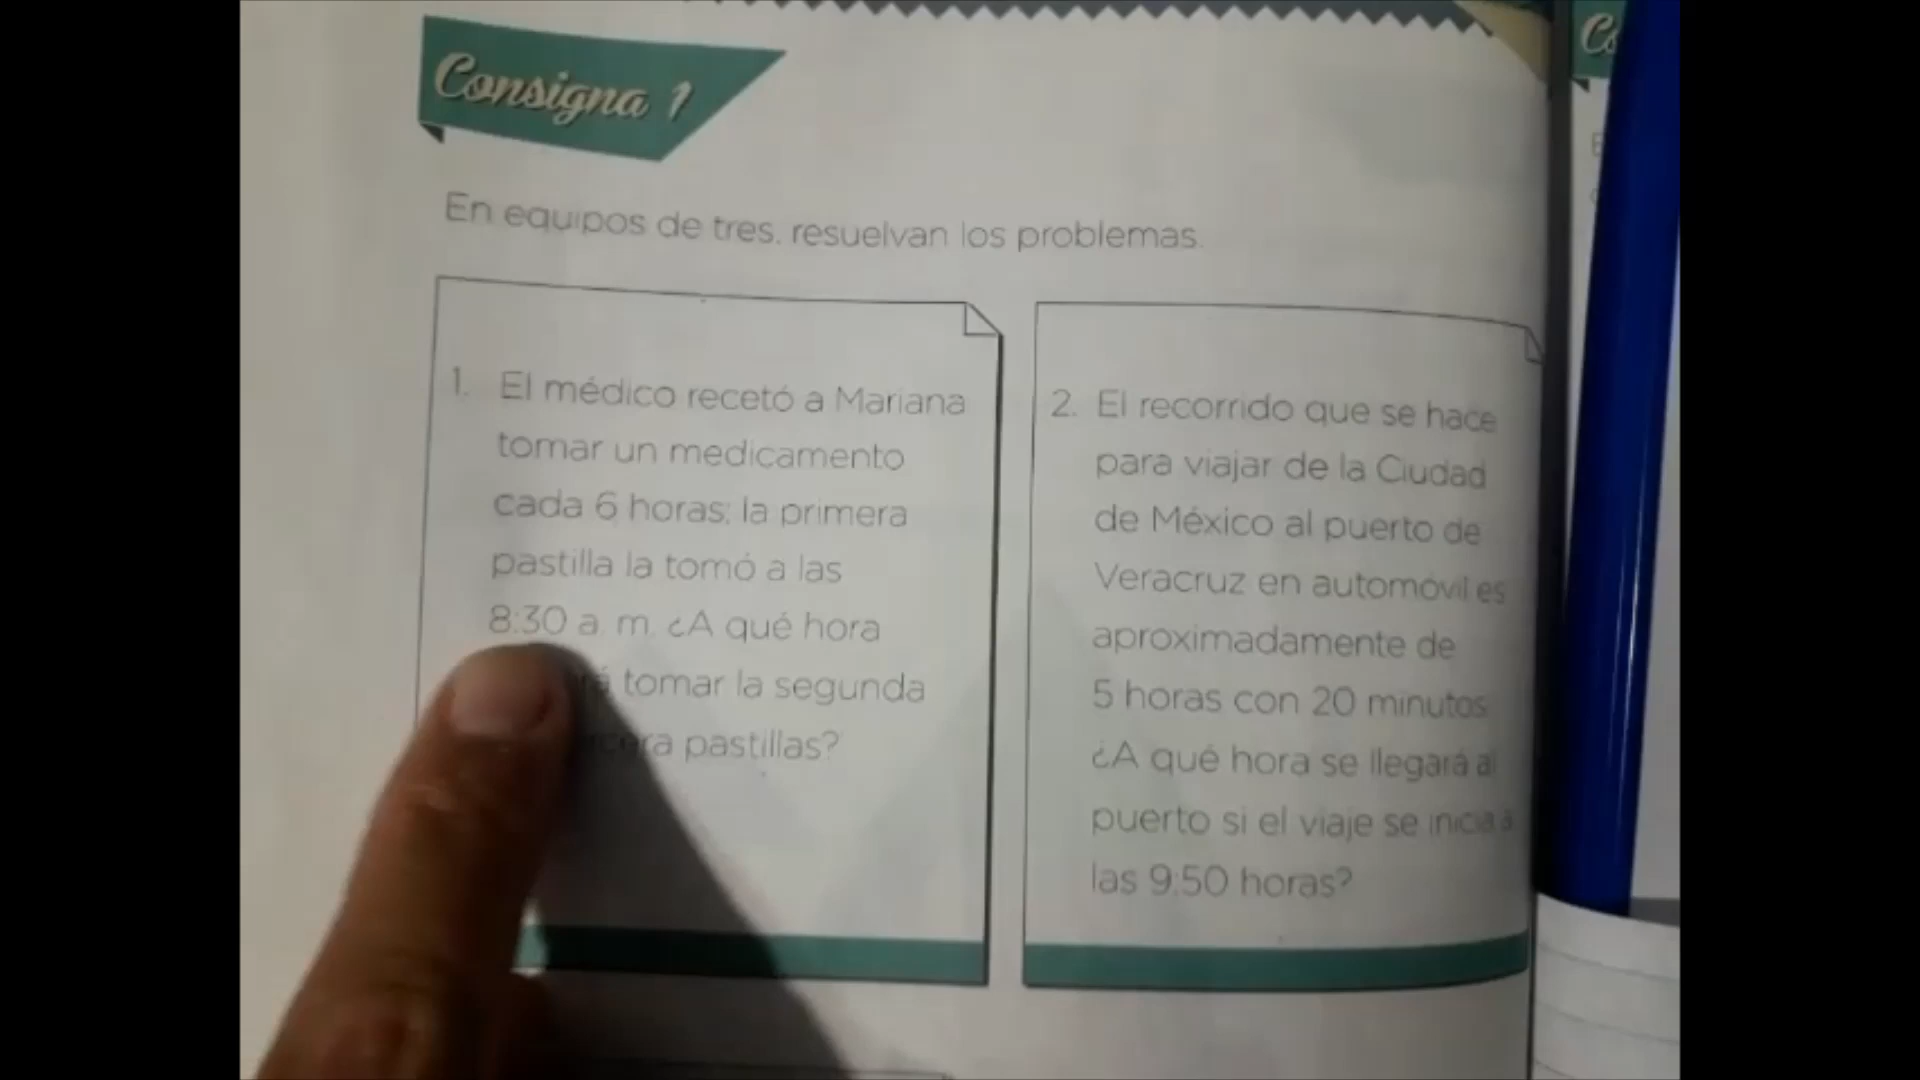 Consigna 1
En equipos de tres, resuelvan los problemas.
1. El médico recetó a Mariana
tomar un medicamento
cada 6 horas; la primera
pastilla la tomó a las
8:30 a. m. ¿A qué hora
tomar la segunda
pastillas?
2. El recorrido que se hace
para viajar de la Ciudad
de México al puerto de
Veracruz en automóvil es
aproximadamente de
5 horas con 20 minutos
¿A qué hora se llegará al
puerto si el viaje se inicia a
las 9:50 horas?